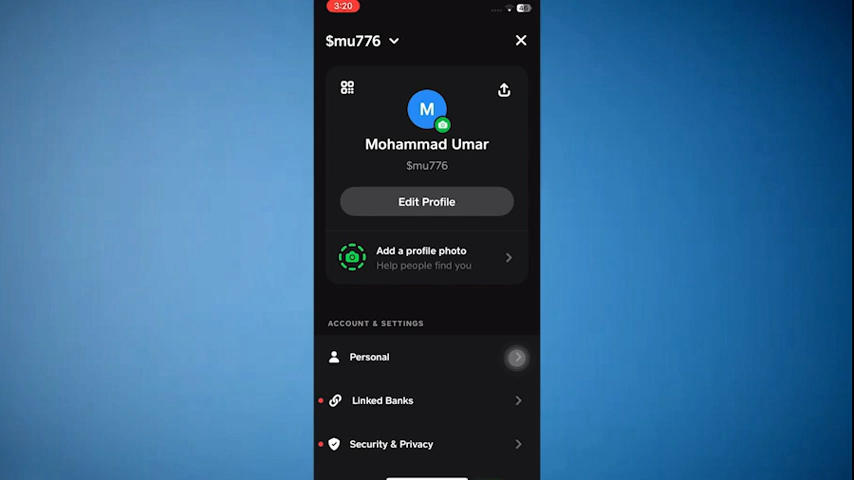 3:20
$mu776
M
Mohammad Umar
$mu776
Edit Profile
Add a profile photo
Help people find you
ACCOUNT & SETTINGS
Personal
Linked Banks
Security & Privacy